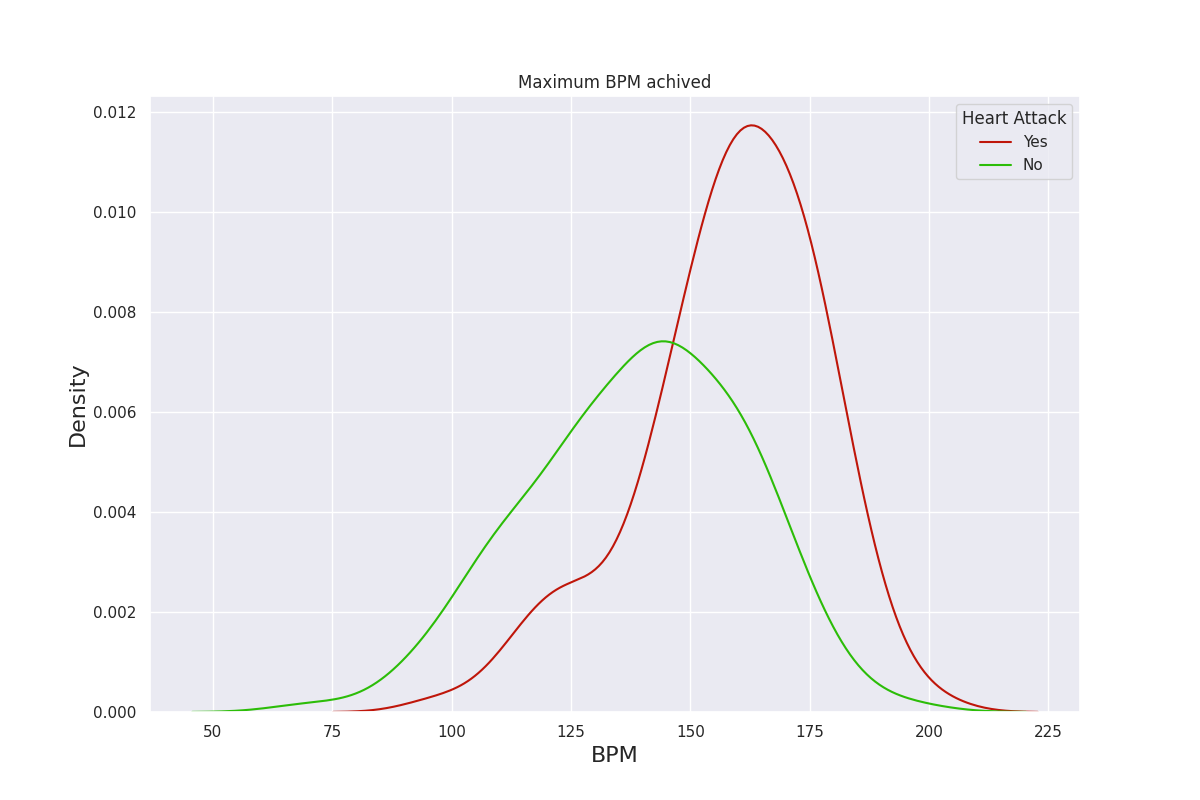 Maximum BPM achived
Heart Attack
Yes
No
0.012
0.010
0.008
0.006
0.004
0.002
0.000
Density
50 75 100 125 150 175 200 225
BPM